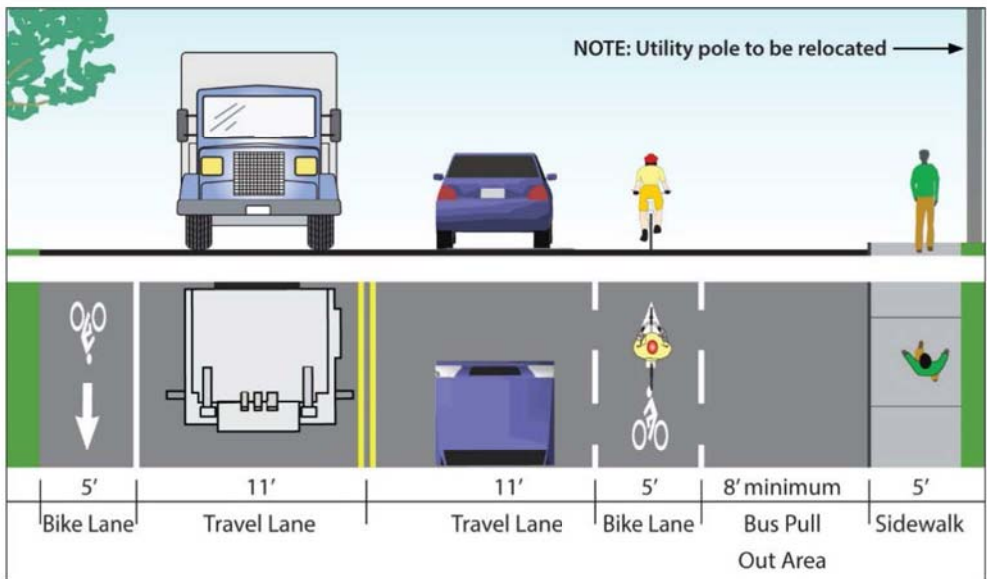 NOTE: Utility pole to be relocated
5' 11' 11' 5' 8' minimum 5'
Bike Lane Travel Lane Travel Lane Bike Lane Bus Pull Sidewalk
Out Area